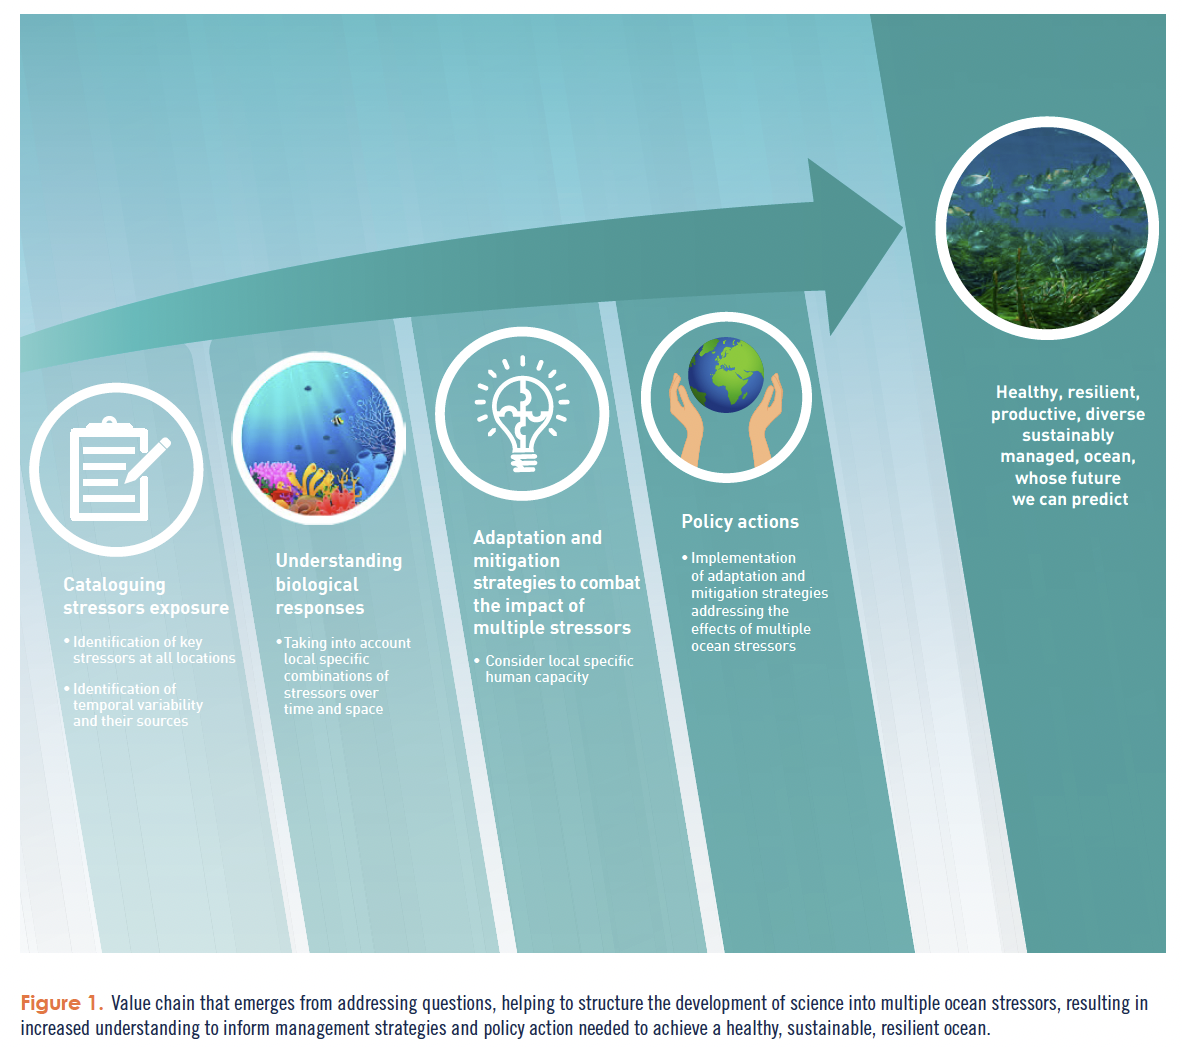 Cataloguing
stressors exposure
• Identification of key
stressors at all locations
• Identification of
temporal variability
and their sources
Understanding
biological
responses
• Taking into account
local specific
combinations of
stressors over
time and space
Adaptation and
mitigation
strategies to combat
the impact of
multiple stressors
• Consider local specific
human capacity
Policy actions
• Implementation
of adaptation and
mitigation strategies
addressing the
effects of multiple
ocean stressors
Healthy, resilient,
productive, diverse
sustainably
managed, ocean,
whose future
we can predict
Figure 1. Value chain that emerges from addressing questions, helping to structure the development of science into multiple ocean stressors, resulting in
increased understanding to inform management strategies and policy action needed to achieve a healthy, sustainable, resilient ocean.